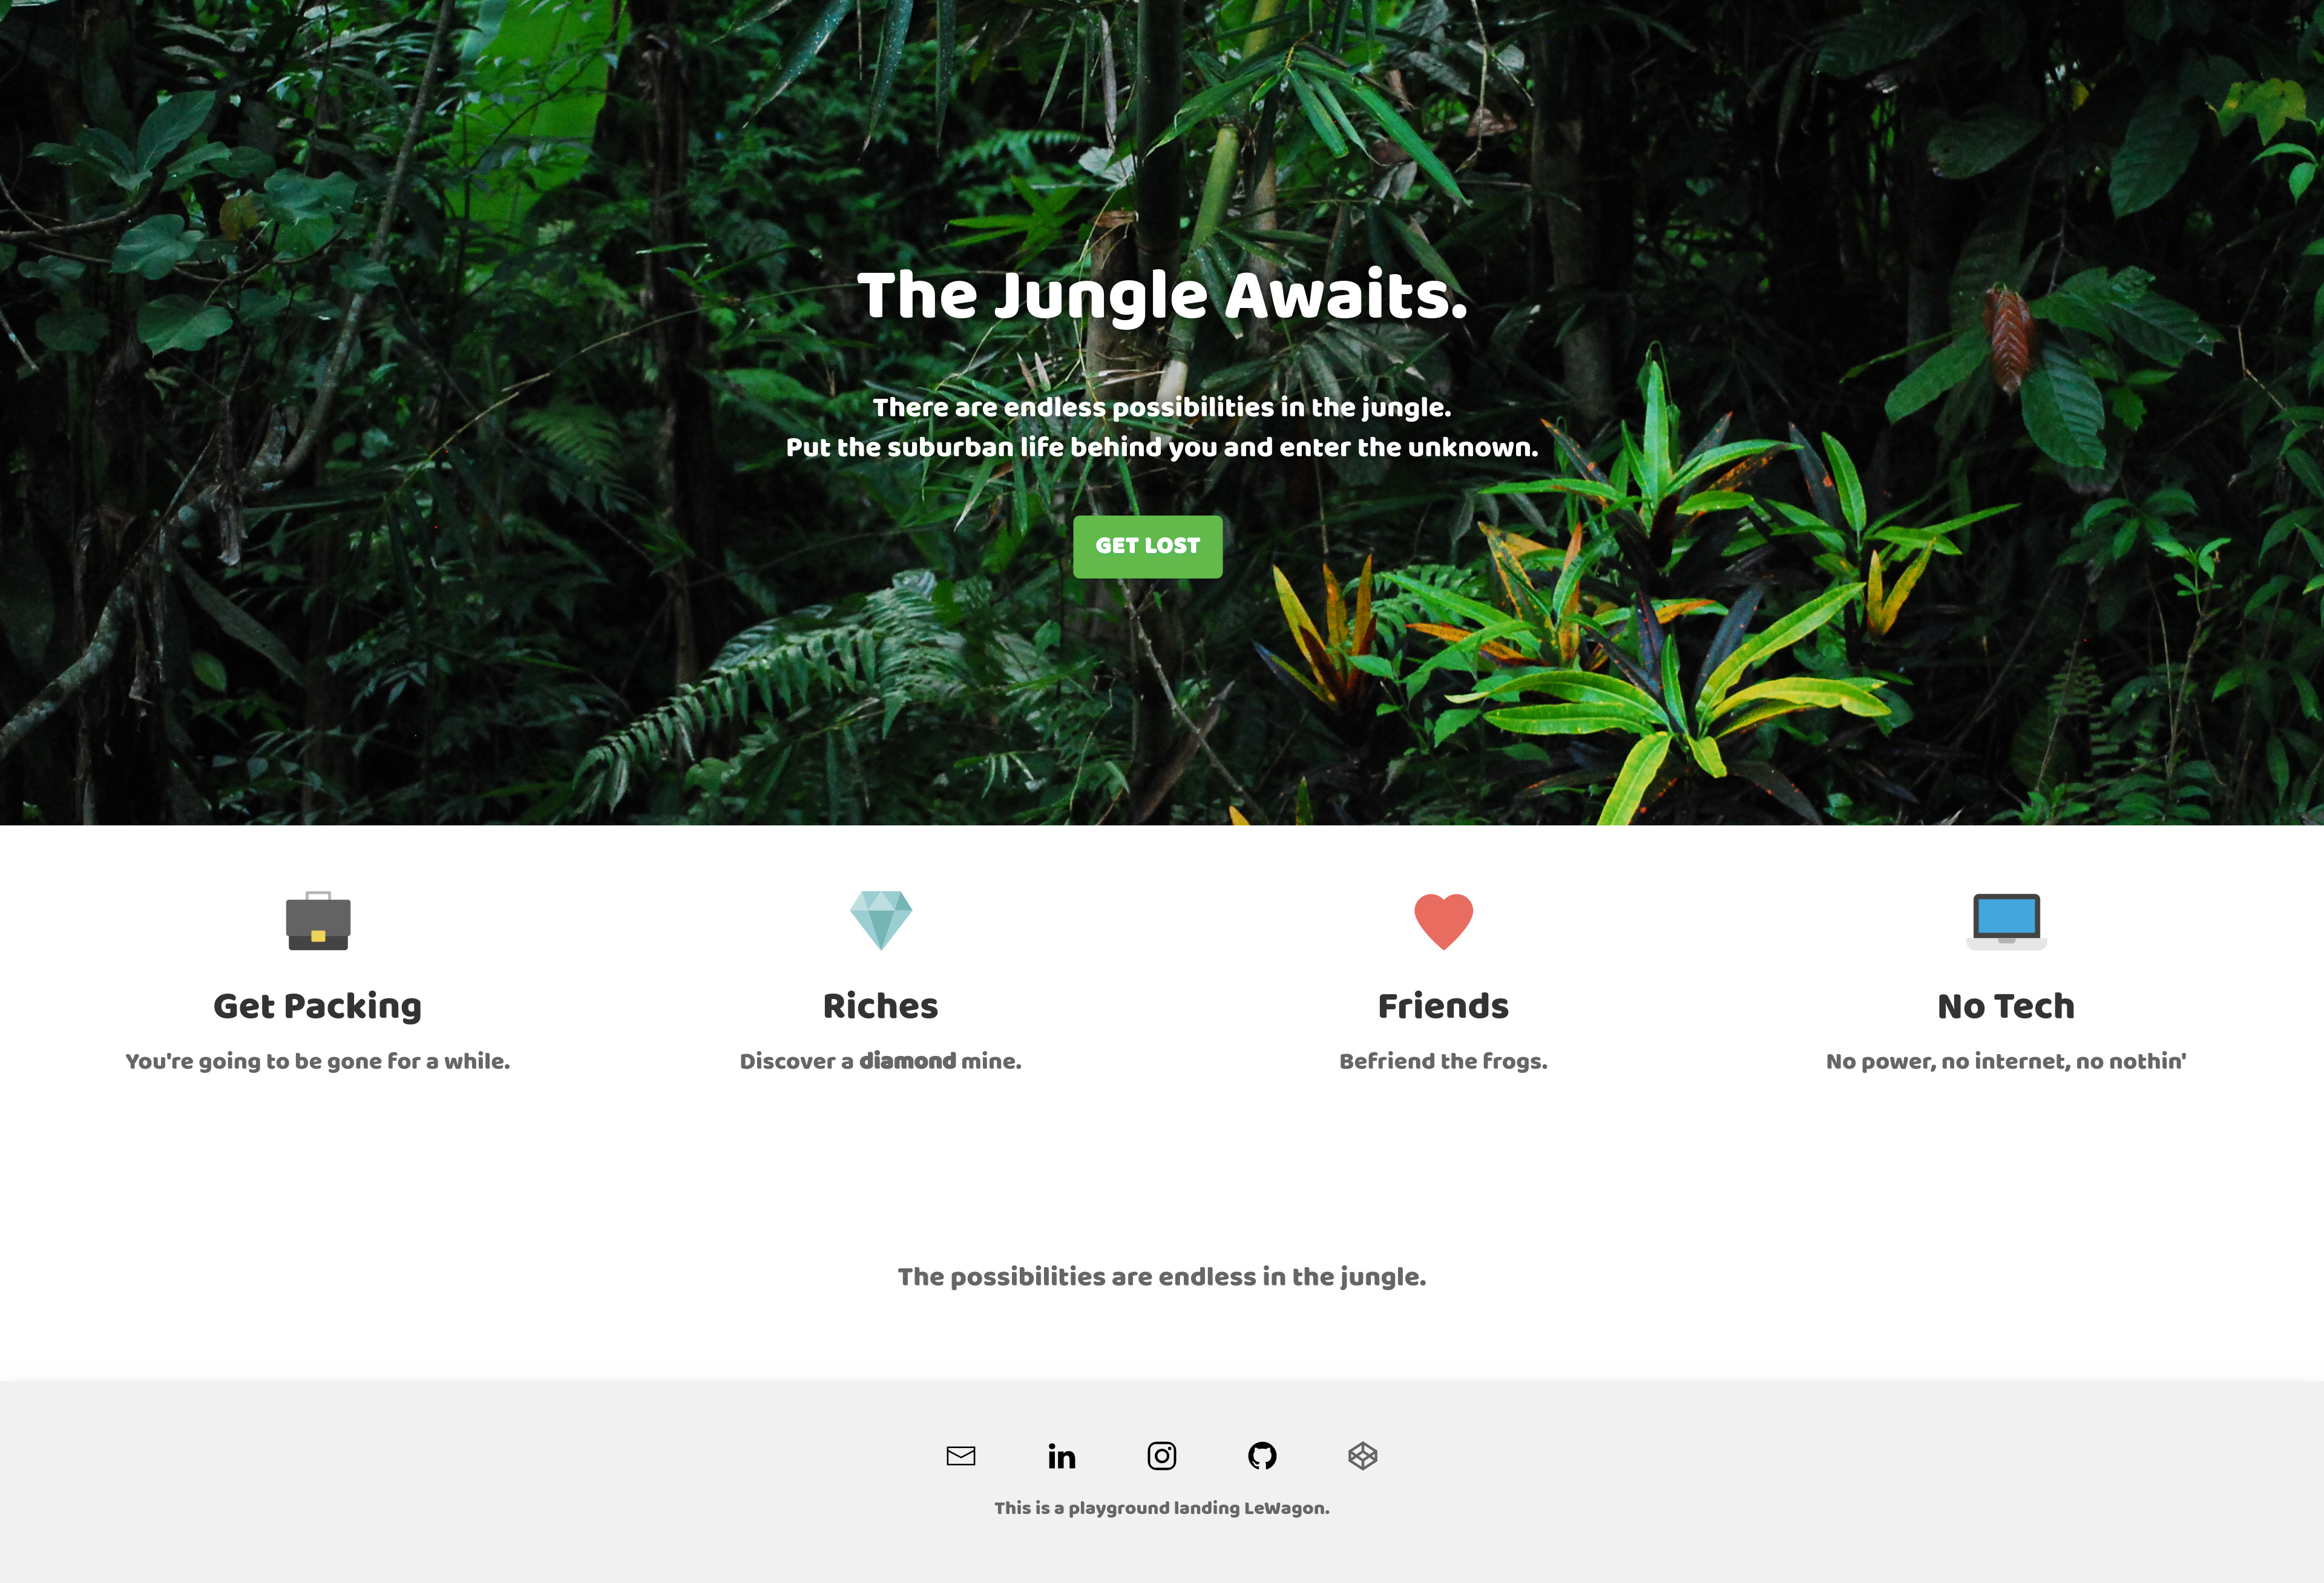 The Jungle Awaits.
There are endless possibilities in the jungle.
Put the suburban life behind you and enter the unknown.
GET LOST
Get Packing
You're going to be gone for a while.
Riches
Discover a diamond mine.
Friends
Befriend the frogs.
No Tech
No power, no internet, no nothin'
The possibilities are endless in the jungle.
in
This is a playground landing LeWagon.